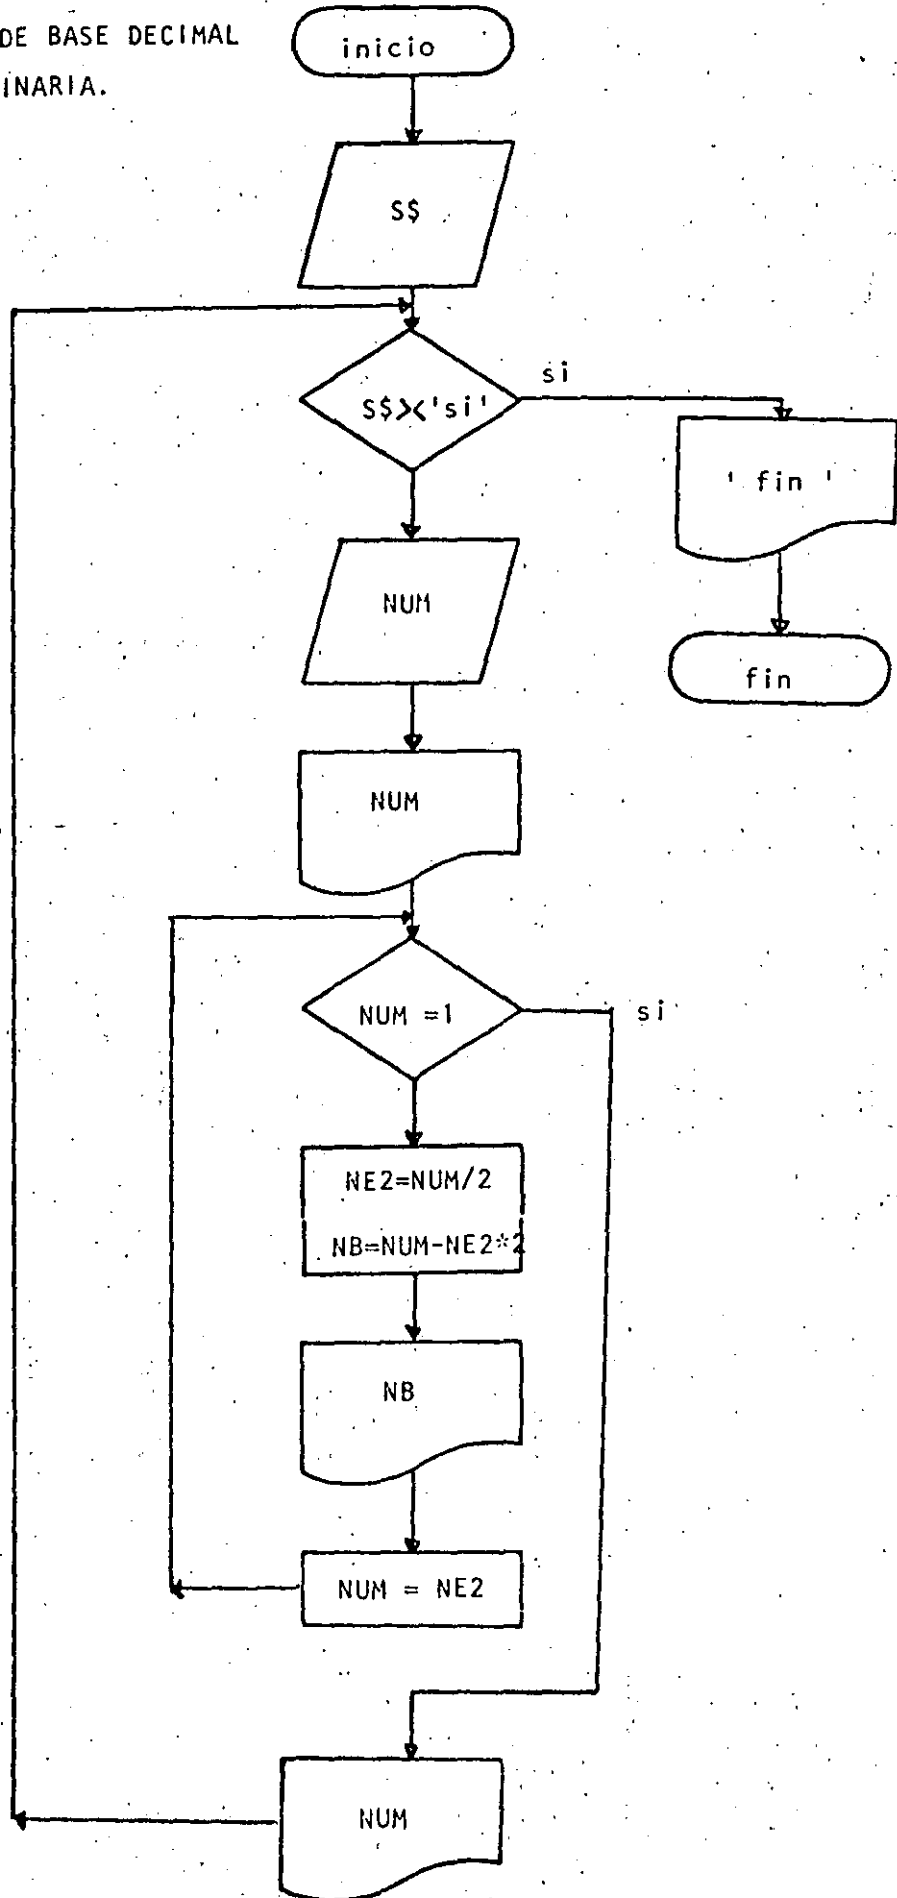 DE BASE DECIMAL
INARIA.
inicio
S$
S$><'si'
si
' fin '
fin
NUM
NUM
NUM =1
si
NE2=NUM/2
NB=NUM-NE2*2
NB
NUM = NE2
NUM